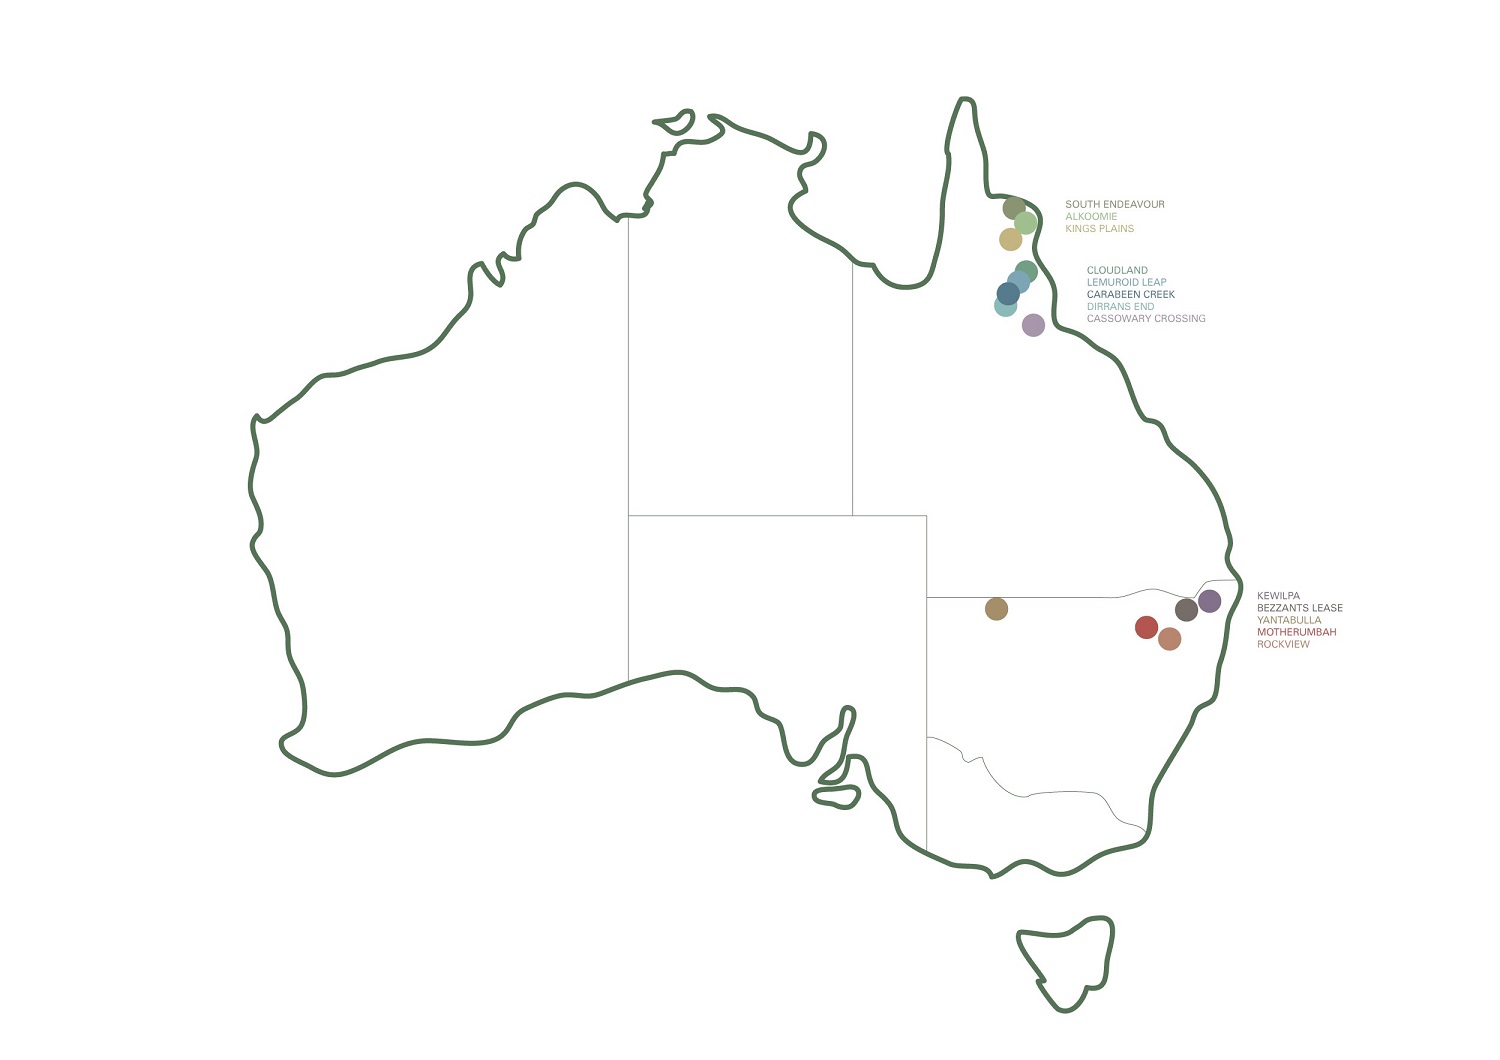 SOUTH ENDEAVOUR
ALKOOMIE
KINGS PLAINS
CLOUDLAND
LEMUROID LEAP
CARABEEN CREEK
DIRRANS END
CASSOWARY CROSSING
KEWILPA
BEZZANTS LEASE
YANTABULLA
MOTHERUMBAH
ROCKVIEW